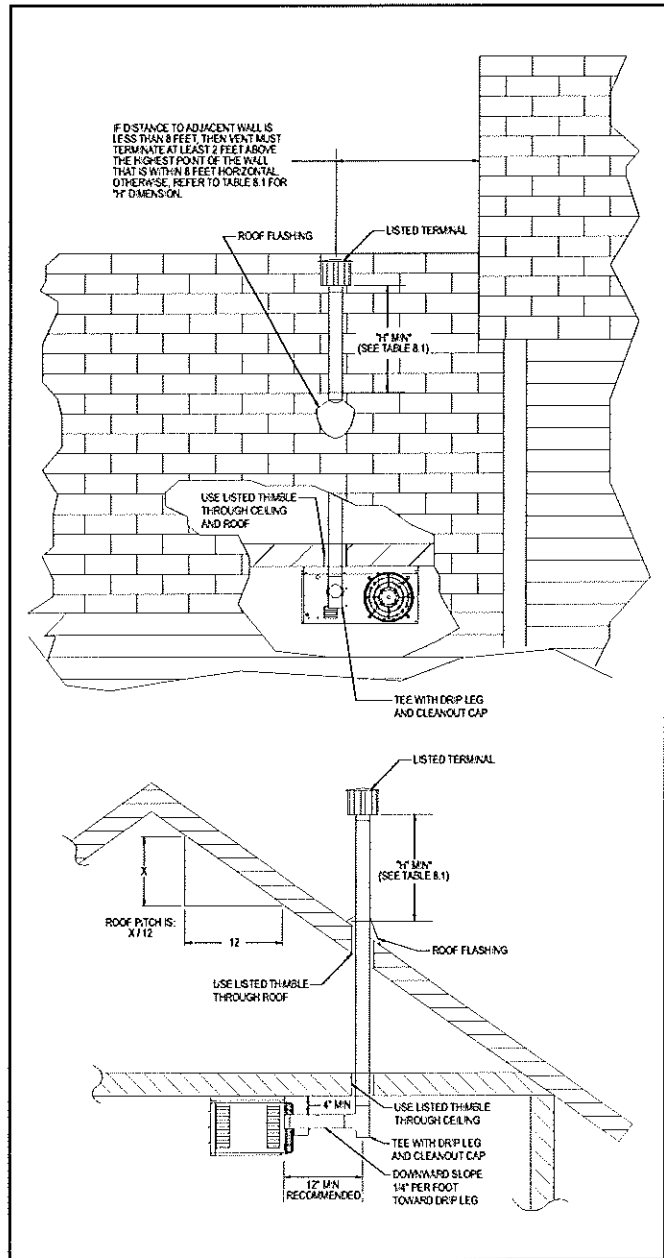 IF DISTANCE TO ADJACENT WALL IS
LESS THAN 8 FEET, THEN VENT MUST
TERMINATE AT LEAST 2 FEET ABOVE
THE HIGHEST POINT OF THE WALL
THAT IS WITHIN 8 FEET HORIZONTAL.
OTHERWISE, REFER TO TABLE 8.1 FOR
"H" DIMENSION.
ROOF FLASHING
LISTED TERMINAL
"H" MIN"
(SEE TABLE 8.1)
USE LISTED THIMBLE
THROUGH CEILING
AND ROOF
TEE WITH DRIP LEG
AND CLEANOUT CAP
LISTED TERMINAL
"H" MIN"
(SEE TABLE 8.1)
X
ROOF PITCH IS:
X / 12
12
ROOF FLASHING
USE LISTED THIMBLE
THROUGH ROOF
4" MIN
USE LISTED THIMBLE
THROUGH CEILING
TEE WITH DRIP LEG
AND CLEANOUT CAP
12" MIN
RECOMMENDED
DOWNWARD SLOPE
1/4" PER FOOT
TOWARD DRIP LEG